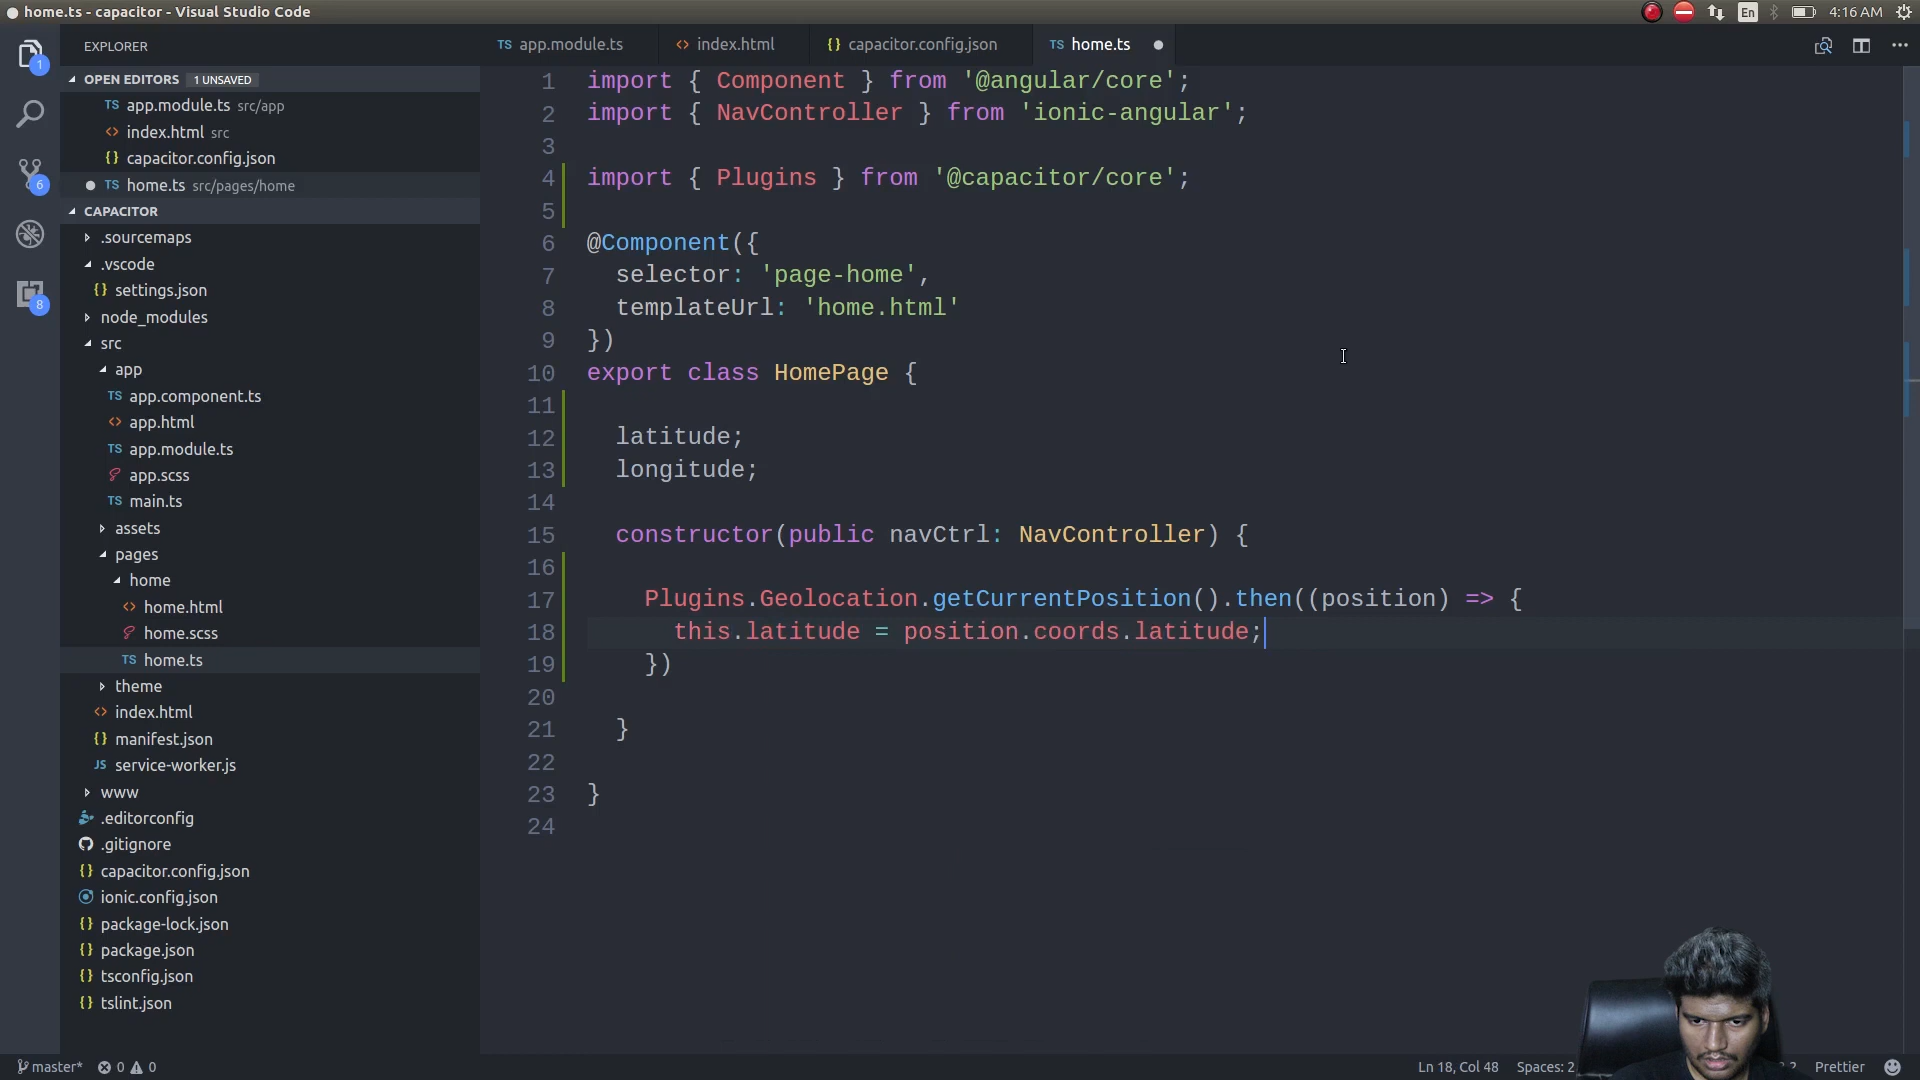 home.ts - capacitor - Visual Studio Code
En
4:16 AM
EXPLORER
OPEN EDITORS 1 UNSAVED
TS app.module.ts src/app
<> index.html src
{} capacitor.config.json
TS home.ts src/pages/home
CAPACITOR
.sourcemaps
.vscode
{} settings.json
node_modules
src
app
TS app.component.ts
<> app.html
TS app.module.ts
app.scss
TS main.ts
assets
pages
home
<> home.html
home.scss
TS home.ts
theme
<> index.html
{} manifest.json
JS service-worker.js
www
.editorconfig
.gitignore
{} capacitor.config.json
ionic.config.json
{} package-lock.json
{} package.json
{} tsconfig.json
{} tslint.json
1
6
8
TS app.module.ts
<> index.html
{} capacitor.config.json
TS home.ts
1 import { Component } from '@angular/core';
2 import { NavController } from 'ionic-angular';
3
4 import { Plugins } from '@capacitor/core';
5
6 @Component({
7 selector: 'page-home',
8 templateUrl: 'home.html'
9 })
10 export class HomePage {
11
12 latitude;
13 longitude;
14
15 constructor(public navCtrl: NavController) {
16
17 Plugins.Geolocation.getCurrentPosition().then((position) => {
18 this.latitude = position.coords.latitude;
19 })
20
21 }
22
23 }
24
master* 0 0
Ln 18, Col 48
Spaces: 2
Prettier